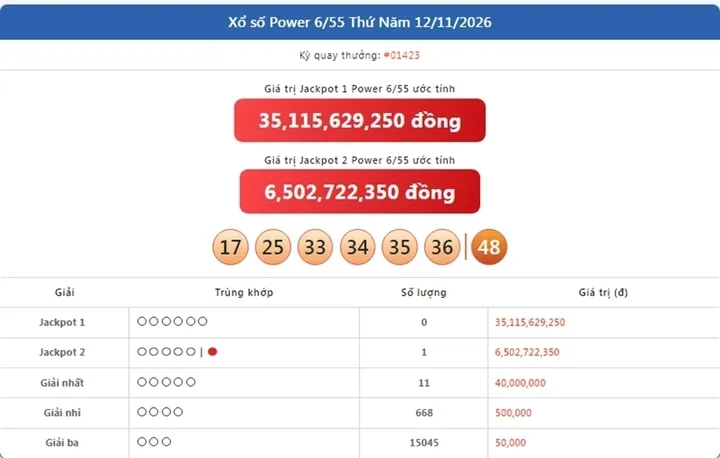 Xổ số Power 6/55 Thứ Năm 12/11/2026
Kỳ quay thưởng: #01423
Giá trị Jackpot 1 Power 6/55 ước tính
35,115,629,250 đồng
Giá trị Jackpot 2 Power 6/55 ước tính
6,502,722,350 đồng
17 25 33 34 35 36 | 48
Giải Trùng khớp Số lượng Giá trị (đ)
Jackpot 1 0 35,115,629,250
Jackpot 2 | 1 6,502,722,350
Giải nhất 11 40,000,000
Giải nhì 668 500,000
Giải ba 15045 50,000